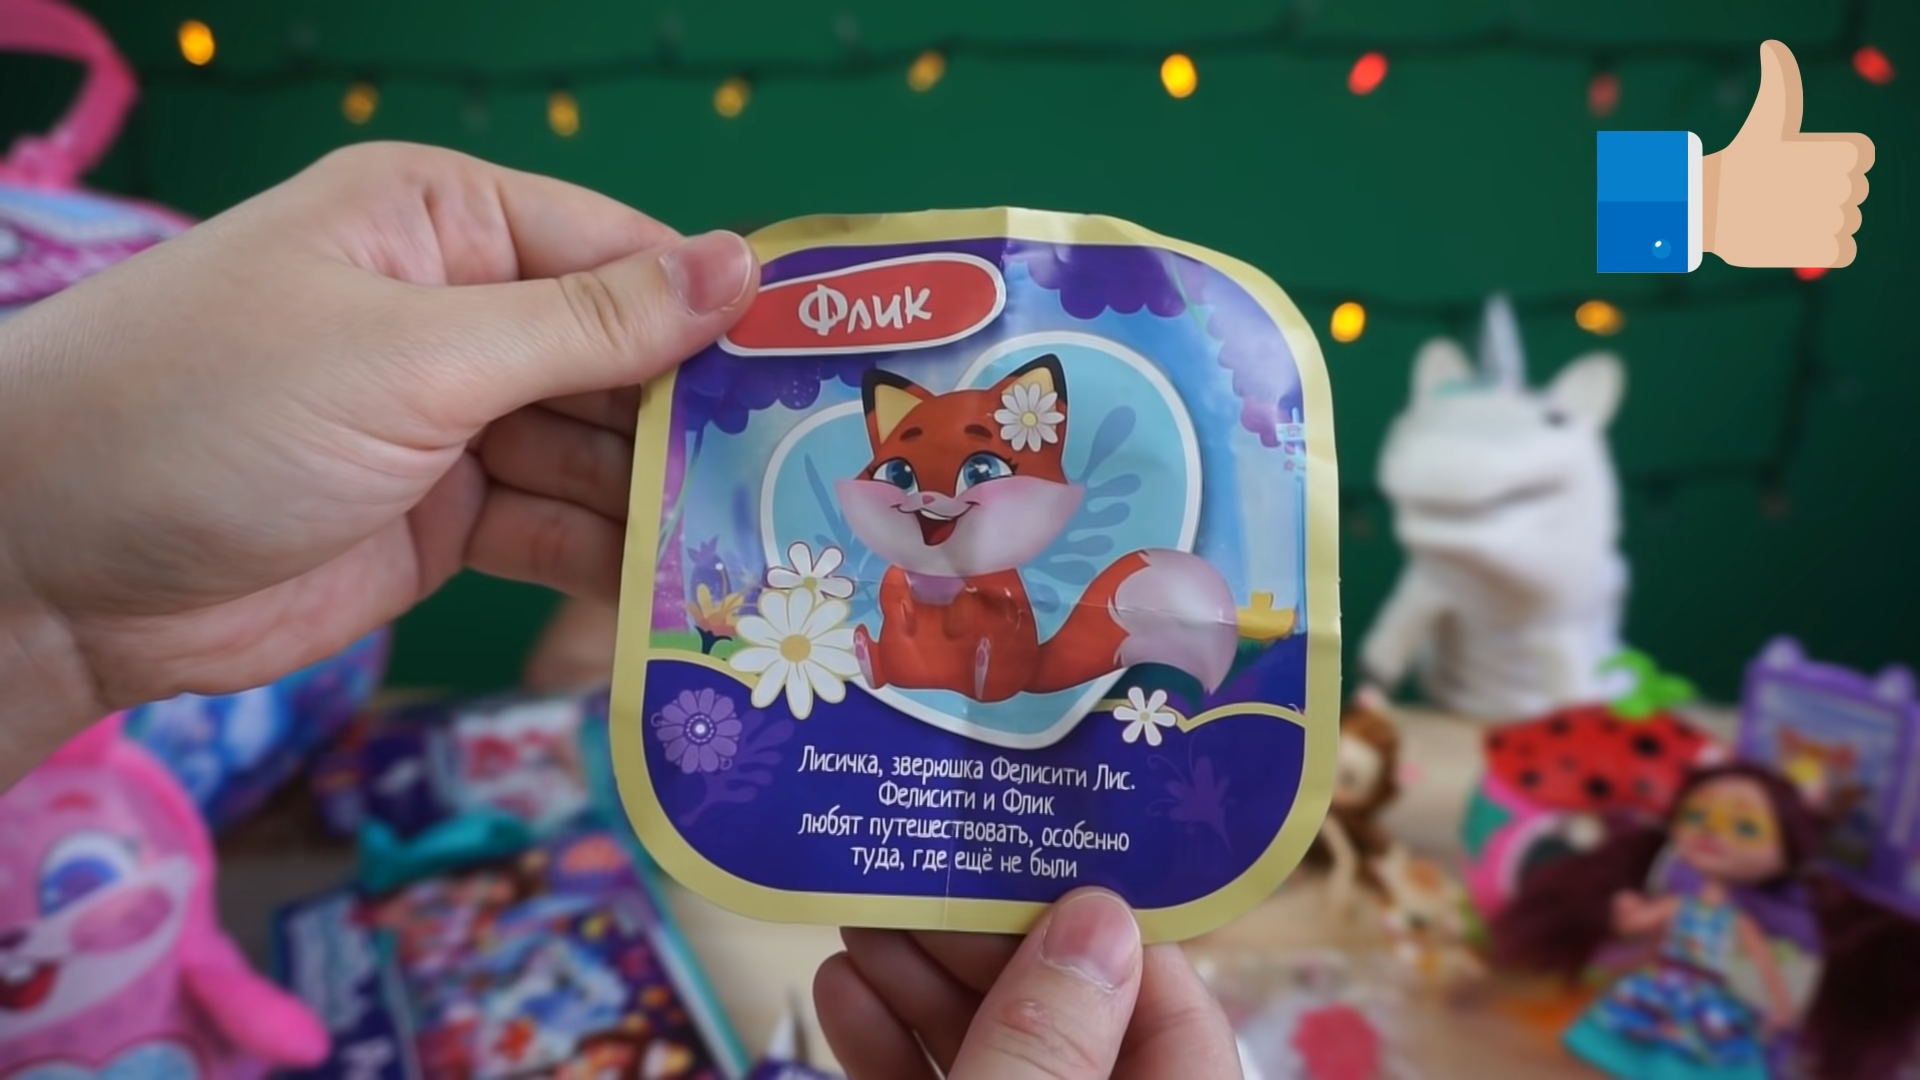 Флик
Лисичка, зверюшка Фелисити Лис.
Фелисити и Флик
любят путешествовать, особенно
туда, где ещё не были